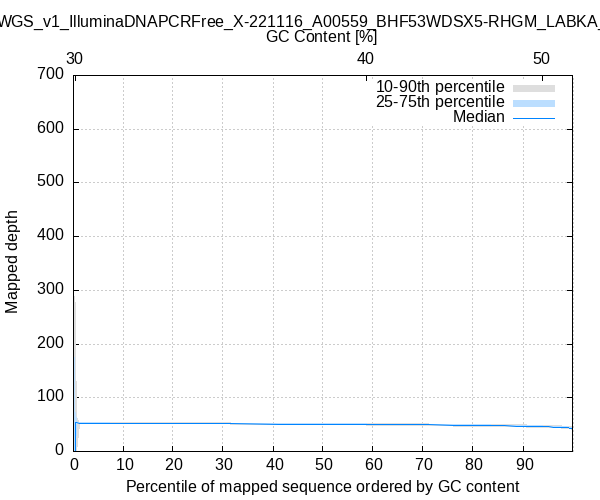 WGS_v1_IlluminaDNAPCRFree_X-221116_A00559_BHF53WDSX5-RHGM_LABKA_
GC Content [%]
30 40 50
700
600
500
400
300
200
100
0
Mapped depth
10-90th percentile
25-75th percentile
Median
0 10 20 30 40 50 60 70 80 90
Percentile of mapped sequence ordered by GC content